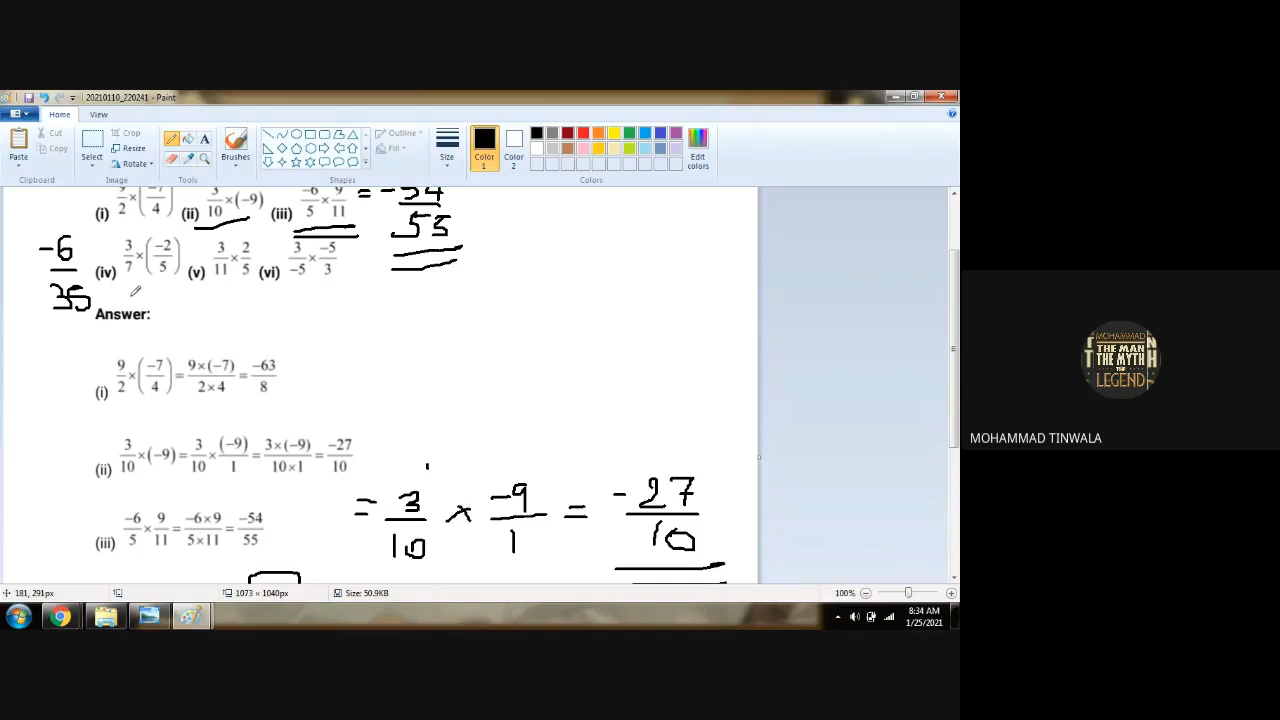 20210110_220241 - Paint
Home View
Paste
Cut
Copy
Clipboard
Select
Crop
Resize
Rotate
Image
A
Tools
Brushes
Shapes
Outline
Fill
Size
Color 1
Color 2
Edit colors
Colors
(i) 9/2 × (-7/4) (ii) 3/10 × (-9) (iii) -6/5 × 9/11 = -54/55
-6/35 (iv) 3/7 × (-2/5) (v) 3/11 × 2/5 (vi) 3/-5 × -5/3
Answer:
(i) 9/2 × (-7/4) = 9×(-7)/2×4 = -63/8
(ii) 3/10 × (-9) = 3/10 × (-9)/1 = 3×(-9)/10×1 = -27/10
= 3/10 × -9/1 = -27/10
(iii) -6/5 × 9/11 = -6×9/5×11 = -54/55
181, 291px
1073 × 1040px
Size: 50.9KB
100%
8:34 AM
1/25/2021
MOHAMMAD
THE MAN
THE MYTH
THE
LEGEND
MOHAMMAD TINWALA